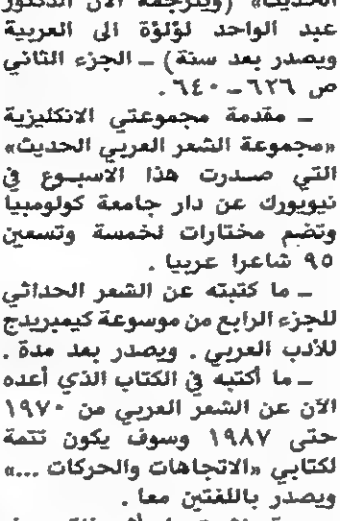 الحديث» (ويترجمه الآن الدكتور
عبد الواحد لؤلؤة الى العربية
ويصدر بعد سنة) ـ الجزء الثاني
ص ٦٢٦ ـ ٦٤٠ .
ـ مقدمة مجموعتي الانكليزية
«مجموعة الشعر العربي الحديث»
التي صدرت هذا الاسبوع في
نيويورك عن دار جامعة كولومبيا
وتضم مختارات لخمسة وتسعين
٩٥ شاعرا عربيا .
ـ ما كتبته عن الشعر الحداثي
للجزء الرابع من موسوعة كيمبريدج
للأدب العربي . ويصدر بعد مدة .
ـ ما أكتبه في الكتاب الذي أعده
الآن عن الشعر العربي من ١٩٧٠
حتى ١٩٨٧ وسوف يكون تتمة
لكتابي «الاتجاهات والحركات ...»
ويصدر باللغتين معا .